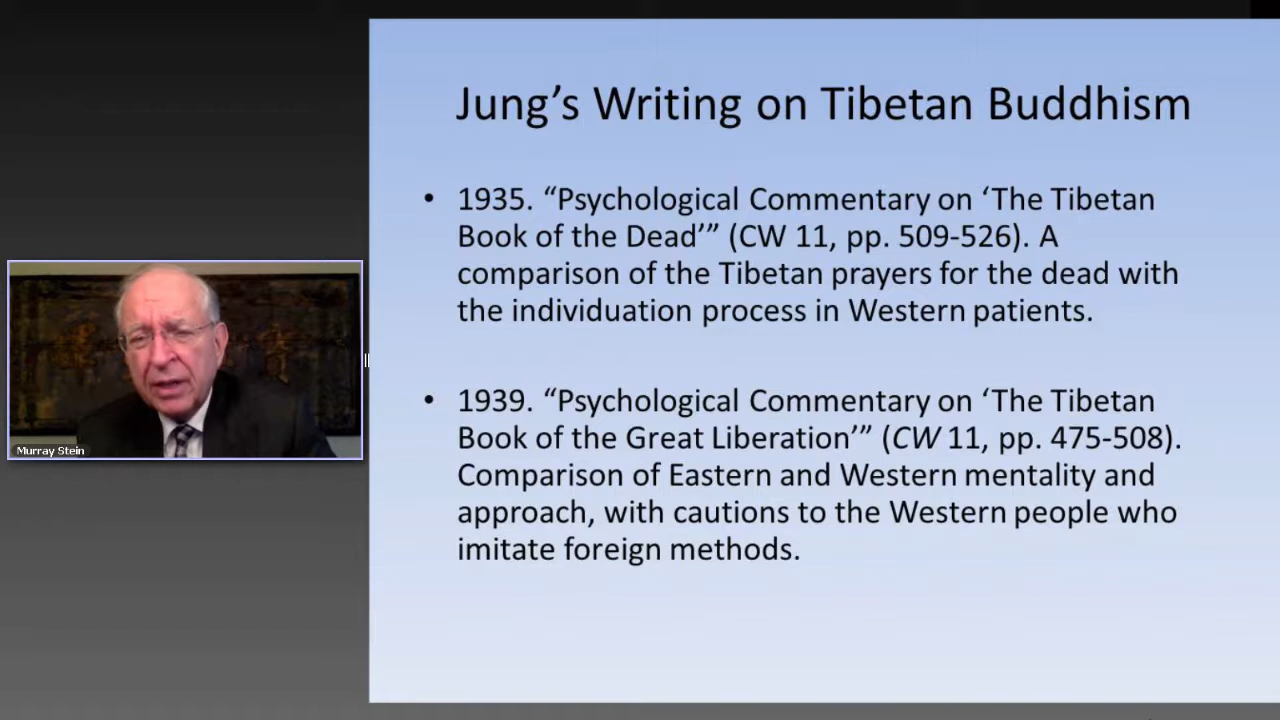 Jung’s Writing on Tibetan Buddhism
• 1935. “Psychological Commentary on ‘The Tibetan
Book of the Dead’” (CW 11, pp. 509-526). A
comparison of the Tibetan prayers for the dead with
the individuation process in Western patients.
• 1939. “Psychological Commentary on ‘The Tibetan
Book of the Great Liberation’” (CW 11, pp. 475-508).
Comparison of Eastern and Western mentality and
approach, with cautions to the Western people who
imitate foreign methods.
Murray Stein